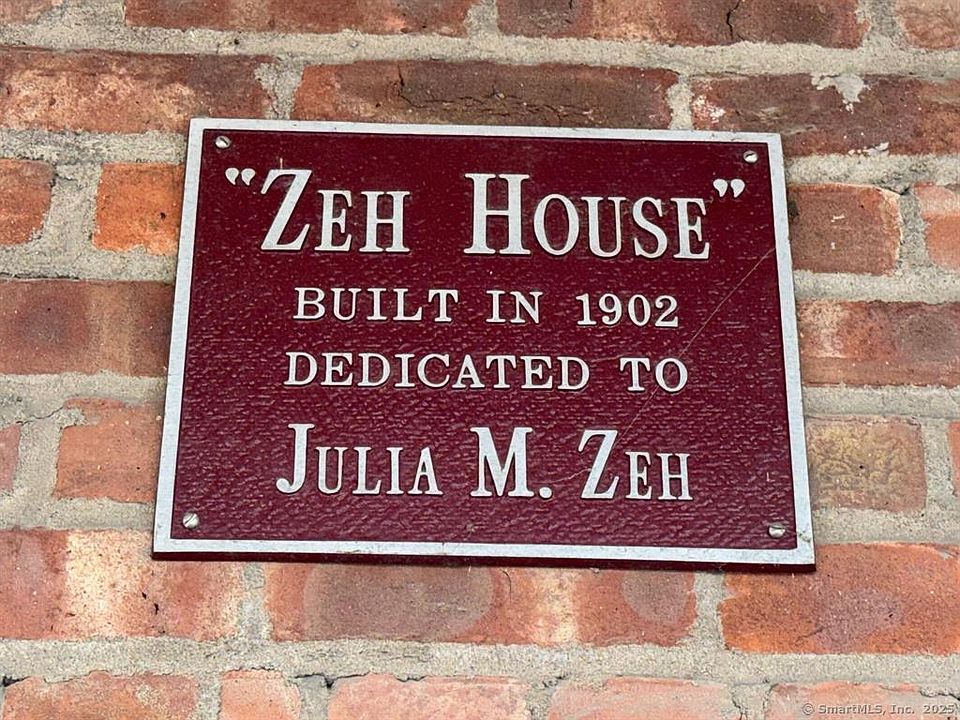 “ZEH HOUSE”
BUILT IN 1902
DEDICATED TO
JULIA M. ZEH
© SmartMLS, Inc. 2025